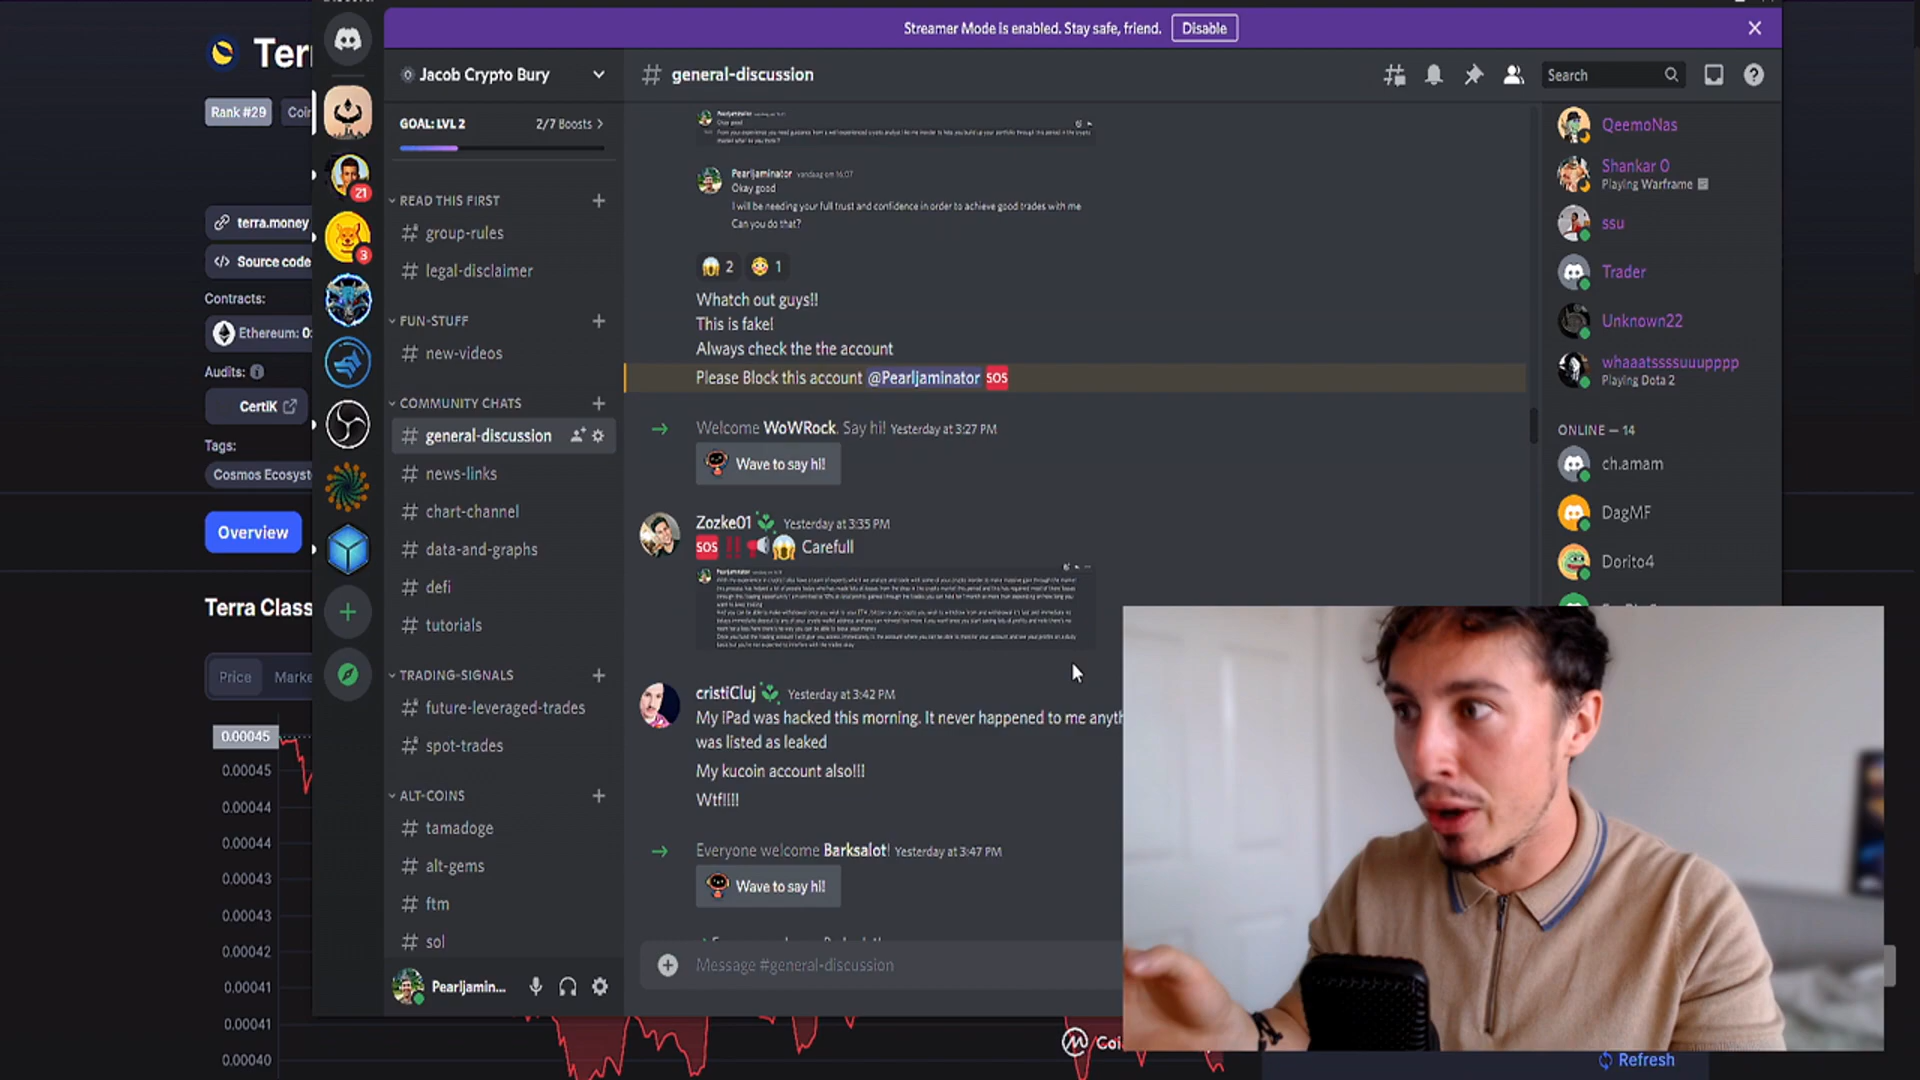 Streamer Mode is enabled. Stay safe, friend.
Disable
Ter
Rank #29
Coin
terra.money
Source code
Contracts:
Ethereum: 0
Audits:
CertiK
Tags:
Cosmos Ecosyst
Overview
Terra Class
Price
Marke
0.00045
0.00045
0.00044
0.00044
0.00043
0.00043
0.00042
0.00041
0.00041
0.00040
21
3
Jacob Crypto Bury
GOAL: LVL 2
2/7 Boosts
READ THIS FIRST
group-rules
legal-disclaimer
FUN-STUFF
new-videos
COMMUNITY CHATS
general-discussion
news-links
chart-channel
data-and-graphs
defi
tutorials
TRADING-SIGNALS
future-leveraged-trades
spot-trades
ALT-COINS
tamadoge
alt-gems
ftm
sol
Pearljamin...
general-discussion
Search
Pearljaminator vandaag om 16:07
Okay good
I will be needing your full trust and confidence in order to achieve good trades with me
Can you do that?
2
1
Whatch out guys!!
This is fake!
Always check the the account
Please Block this account @Pearljaminator SOS
Welcome WoWRock. Say hi! Yesterday at 3:27 PM
Wave to say hi!
Zozke01 Yesterday at 3:35 PM
SOS Carefull
cristiCluj Yesterday at 3:42 PM
My iPad was hacked this morning. It never happened to me anyth
was listed as leaked
My kucoin account also!!!
Wtf!!!!
Everyone welcome Barksalot! Yesterday at 3:47 PM
Wave to say hi!
Message #general-discussion
QeemoNas
Shankar O
Playing Warframe
ssu
Trader
Unknown22
whaaatssssuuupppp
Playing Dota 2
ONLINE — 14
ch.amam
DagMF
Dorito4
Refresh